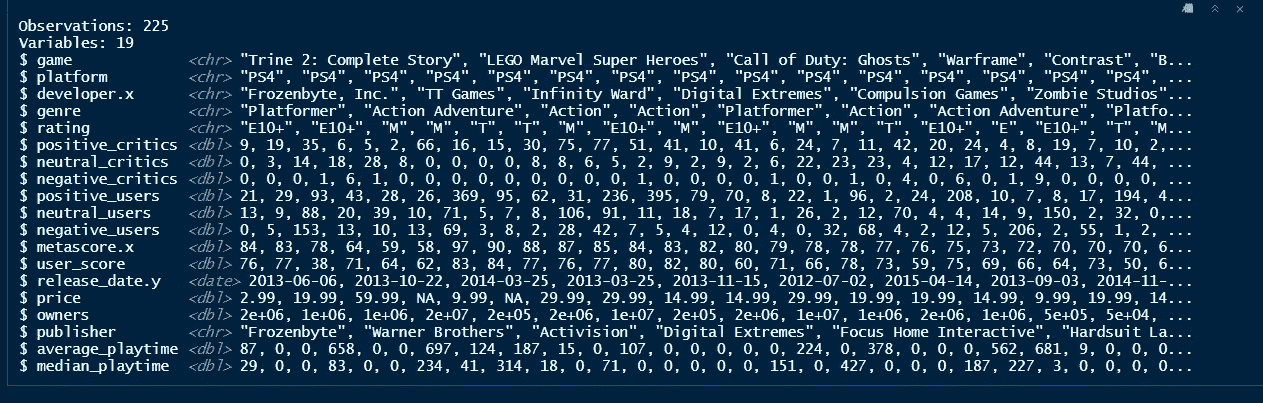 Observations: 225
Variables: 19
$ game <chr> "Trine 2: Complete Story", "LEGO Marvel Super Heroes", "Call of Duty: Ghosts", "Warframe", "Contrast", "B...
$ platform <chr> "PS4", "PS4", "PS4", "PS4", "PS4", "PS4", "PS4", "PS4", "PS4", "PS4", "PS4", "PS4", "PS4", "PS4", "PS4", ...
$ developer.x <chr> "Frozenbyte, Inc.", "TT Games", "Infinity Ward", "Digital Extremes", "Compulsion Games", "Zombie Studios"...
$ genre <chr> "Platformer", "Action Adventure", "Action", "Action", "Platformer", "Action", "Action Adventure", "Platfo...
$ rating <chr> "E10+", "E10+", "M", "M", "T", "T", "M", "E10+", "M", "E10+", "M", "M", "T", "E10+", "E", "E10+", "T", "M...
$ positive_critics <dbl> 9, 19, 35, 6, 5, 2, 66, 16, 15, 30, 75, 77, 51, 41, 10, 41, 6, 24, 7, 11, 42, 20, 24, 4, 8, 19, 7, 10, 2,...
$ neutral_critics <dbl> 0, 3, 14, 18, 28, 8, 0, 0, 0, 0, 8, 8, 6, 5, 2, 9, 2, 9, 2, 6, 22, 23, 23, 4, 12, 17, 12, 44, 13, 7, 44, ...
$ negative_critics <dbl> 0, 0, 0, 1, 6, 1, 0, 0, 0, 0, 0, 0, 0, 0, 0, 1, 0, 0, 0, 0, 1, 0, 0, 1, 0, 4, 0, 6, 0, 1, 9, 0, 0, 0, 0, ...
$ positive_users <dbl> 21, 29, 93, 43, 28, 26, 369, 95, 62, 31, 236, 395, 79, 70, 8, 22, 1, 96, 2, 24, 208, 10, 7, 8, 17, 194, 4...
$ neutral_users <dbl> 13, 9, 88, 20, 39, 10, 71, 5, 7, 8, 106, 91, 11, 18, 7, 17, 1, 26, 2, 12, 70, 4, 4, 14, 9, 150, 2, 32, 0,...
$ negative_users <dbl> 0, 5, 153, 13, 10, 13, 69, 3, 8, 2, 28, 42, 7, 5, 4, 12, 0, 4, 0, 32, 68, 4, 2, 12, 5, 206, 2, 55, 1, 2, ...
$ metascore.x <dbl> 84, 83, 78, 64, 59, 58, 97, 90, 88, 87, 85, 84, 83, 82, 80, 79, 78, 78, 77, 76, 75, 73, 72, 70, 70, 70, 6...
$ user_score <dbl> 76, 77, 38, 71, 64, 62, 83, 84, 77, 76, 77, 80, 82, 80, 60, 71, 66, 78, 73, 59, 75, 69, 66, 64, 73, 50, 6...
$ release_date.y <date> 2013-06-06, 2013-10-22, 2014-03-25, 2013-03-25, 2013-11-15, 2012-07-02, 2015-04-14, 2013-09-03, 2014-11-...
$ price <dbl> 2.99, 19.99, 59.99, NA, 9.99, NA, 29.99, 29.99, 14.99, 14.99, 29.99, 19.99, 19.99, 14.99, 9.99, 19.99, 14...
$ owners <dbl> 2e+06, 1e+06, 1e+06, 2e+07, 2e+05, 2e+06, 1e+07, 2e+05, 2e+06, 1e+07, 1e+06, 2e+06, 1e+06, 5e+05, 5e+04, ...
$ publisher <chr> "Frozenbyte", "Warner Brothers", "Activision", "Digital Extremes", "Focus Home Interactive", "Hardsuit La...
$ average_playtime <dbl> 87, 0, 0, 658, 0, 0, 697, 124, 187, 15, 0, 107, 0, 0, 0, 0, 0, 224, 0, 378, 0, 0, 0, 562, 681, 9, 0, 0, 0...
$ median_playtime <dbl> 29, 0, 0, 83, 0, 0, 234, 41, 314, 18, 0, 71, 0, 0, 0, 0, 0, 151, 0, 427, 0, 0, 0, 187, 227, 3, 0, 0, 0, 0...